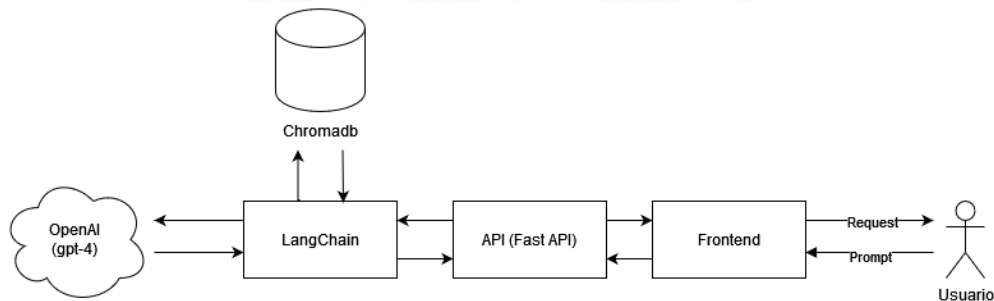 Chromadb
OpenAI
(gpt-4)
LangChain
API (Fast API)
Frontend
Request
Prompt
Usuario